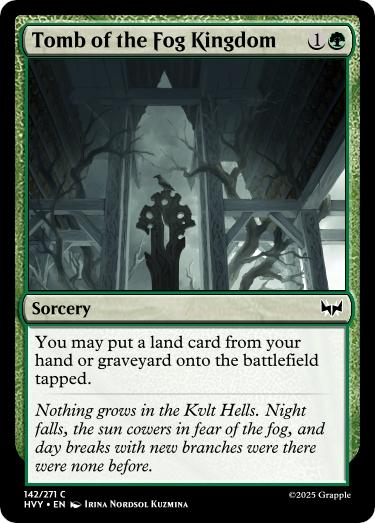 Tomb of the Fog Kingdom 1
Sorcery
You may put a land card from your
hand or graveyard onto the battlefield
tapped.
Nothing grows in the Kvlt Hells. Night
falls, the sun cowers in fear of the fog, and
day breaks with new branches were there
were none before.
142/271 C
HVY • EN Irina Nordsol Kuzmina
©2025 Grapple